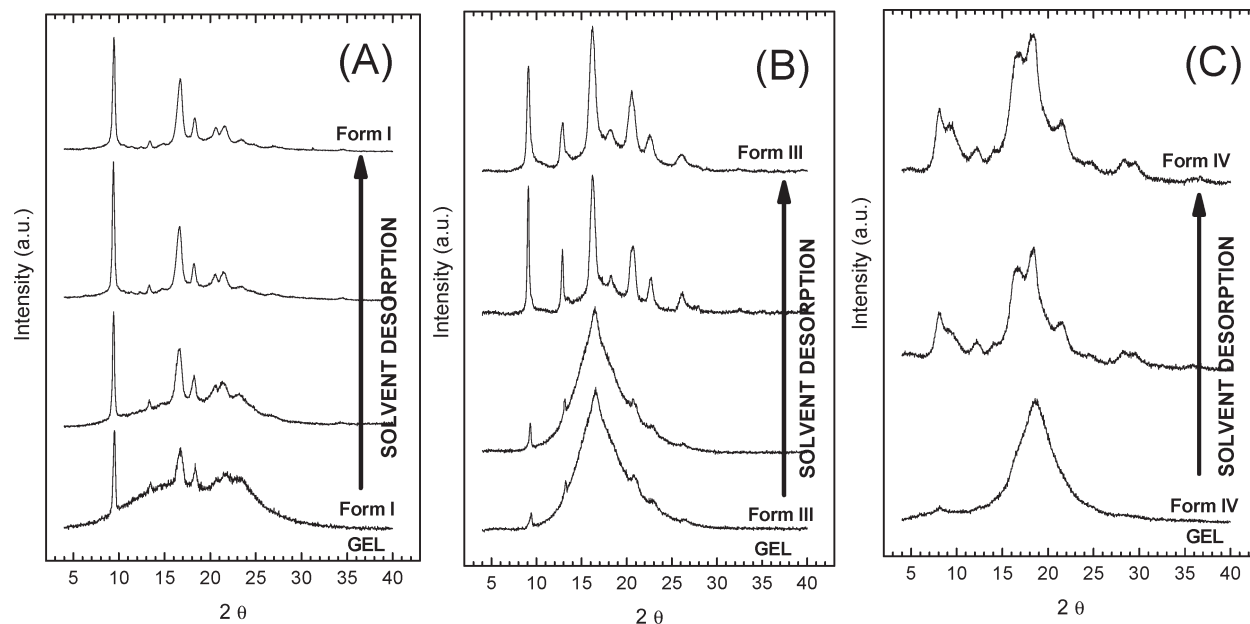 (A)
Form I
SOLVENT DESORPTION
Form I
GEL
Intensity (a.u.)
5 10 15 20 25 30 35 40
2 θ
(B)
Form III
SOLVENT DESORPTION
Form III
GEL
Intensity (a.u.)
5 10 15 20 25 30 35 40
2 θ
(C)
Form IV
SOLVENT DESORPTION
Form IV
GEL
Intensity (a.u.)
5 10 15 20 25 30 35 40
2 θ